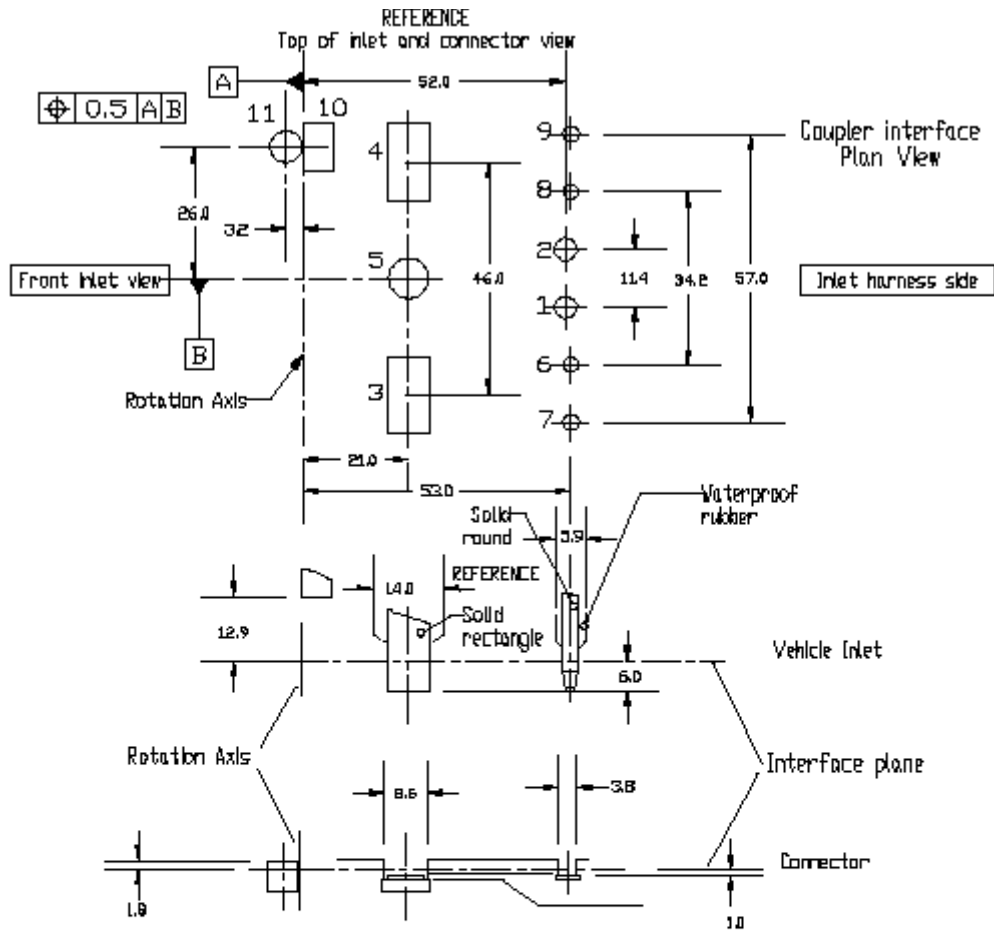 REFERENCE
Top of inlet and connector view
A
52.0
⌖ 0.5 A B
11
10
4
9
Coupler interface
Plan View
8
26.0
3.2
2
5
46.0
11.4
34.2
57.0
Front inlet view
Inlet harness side
1
B
6
3
Rotation Axis
7
21.0
53.0
Waterproof
rubber
Solid
round
5.9
REFERENCE
14.0
Solid
rectangle
12.9
Vehicle Inlet
6.0
Rotation Axis
Interface plane
8.6
3.8
Connector
1.8
1.0